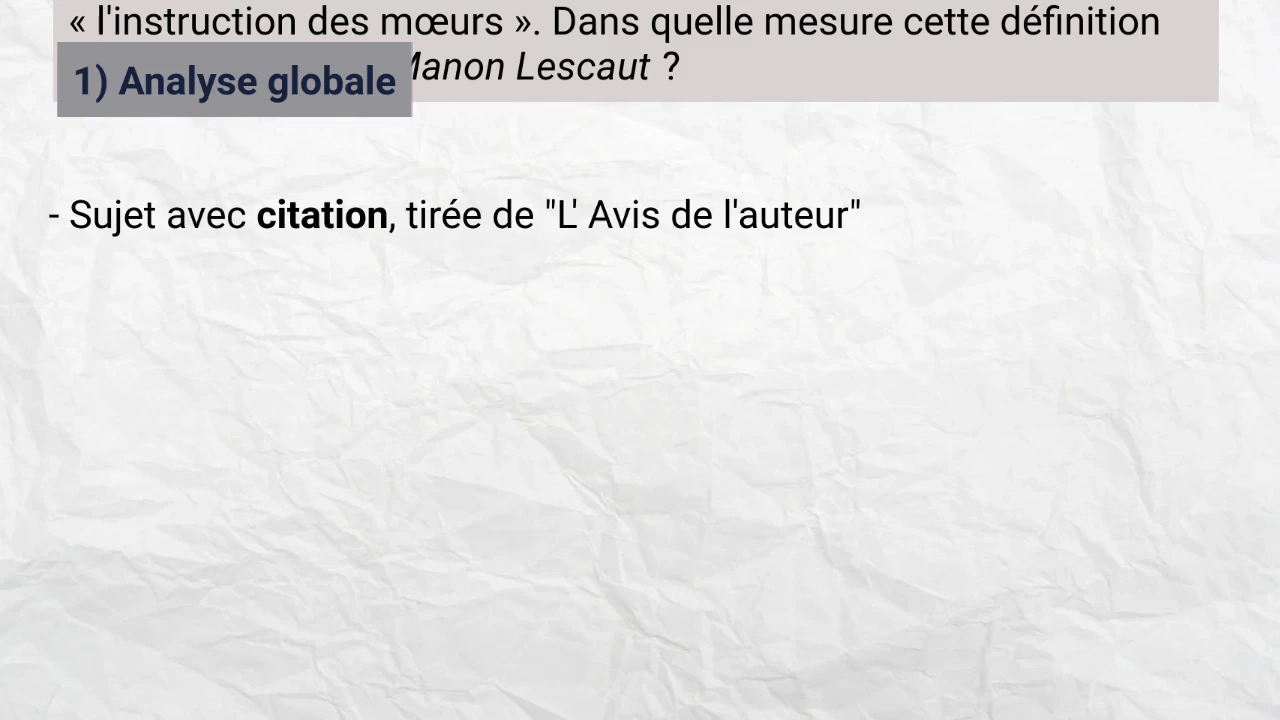 « l'instruction des mœurs ». Dans quelle mesure cette définition
Manon Lescaut ?
1) Analyse globale
- Sujet avec citation, tirée de "L' Avis de l'auteur"